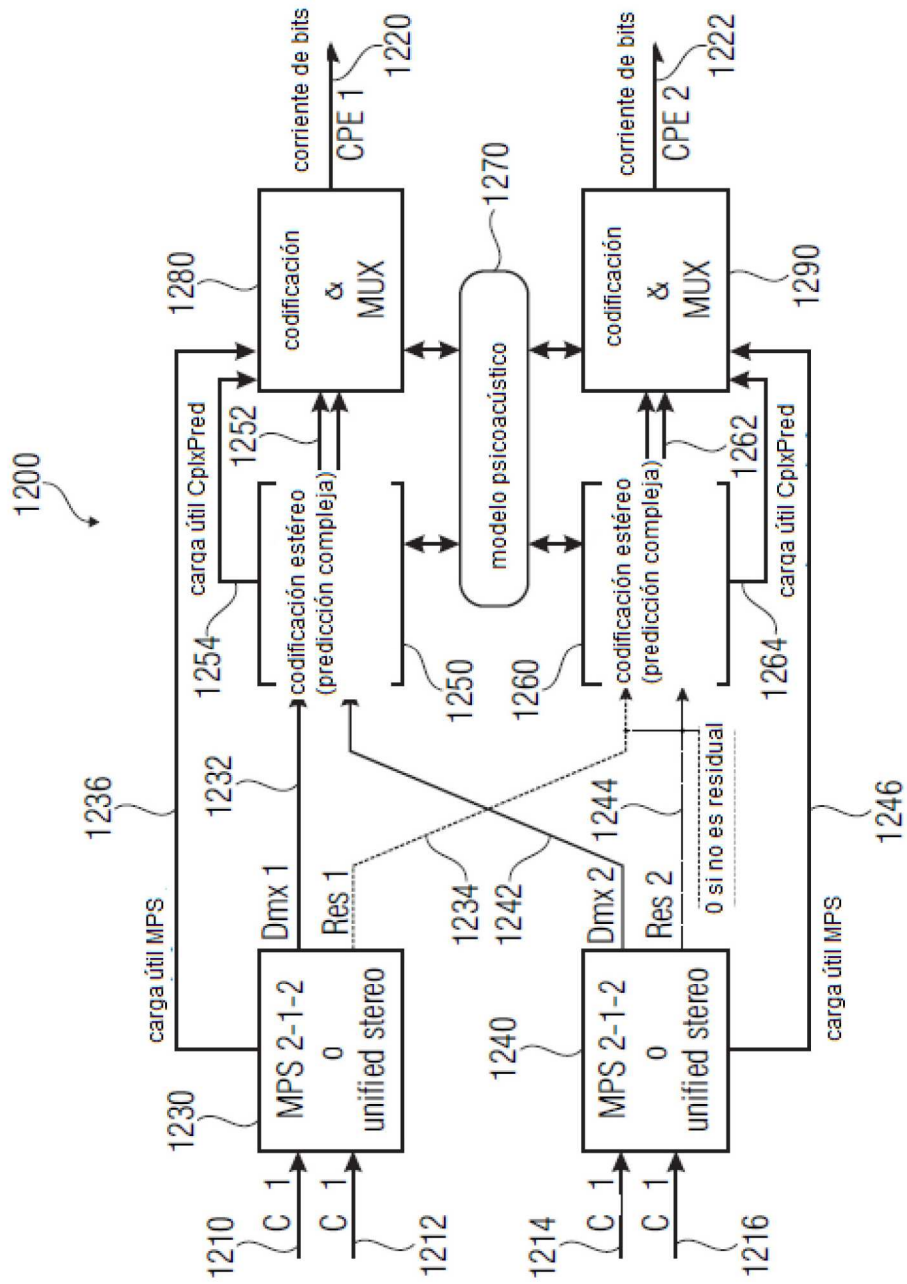 1200
1236
carga útil MPS
1254
carga útil CplxPred
1280
corriente de bits
1210
C 1
C 1
1212
1230
MPS 2-1-2
o
unified stereo
Dmx 1
1232
Res 1
codificación estéreo
(predicción compleja)
1250
1252
codificación
&
MUX
CPE 1
1220
1234
1242
modelo psicoacústico
1270
1214
C 1
C 1
1216
1240
MPS 2-1-2
o
unified stereo
Dmx 2
Res 2
1244
0 si no es residual
1260
codificación estéreo
(predicción compleja)
1264
1262
codificación
&
MUX
1290
corriente de bits
CPE 2
1222
carga útil CplxPred
carga útil MPS
1246